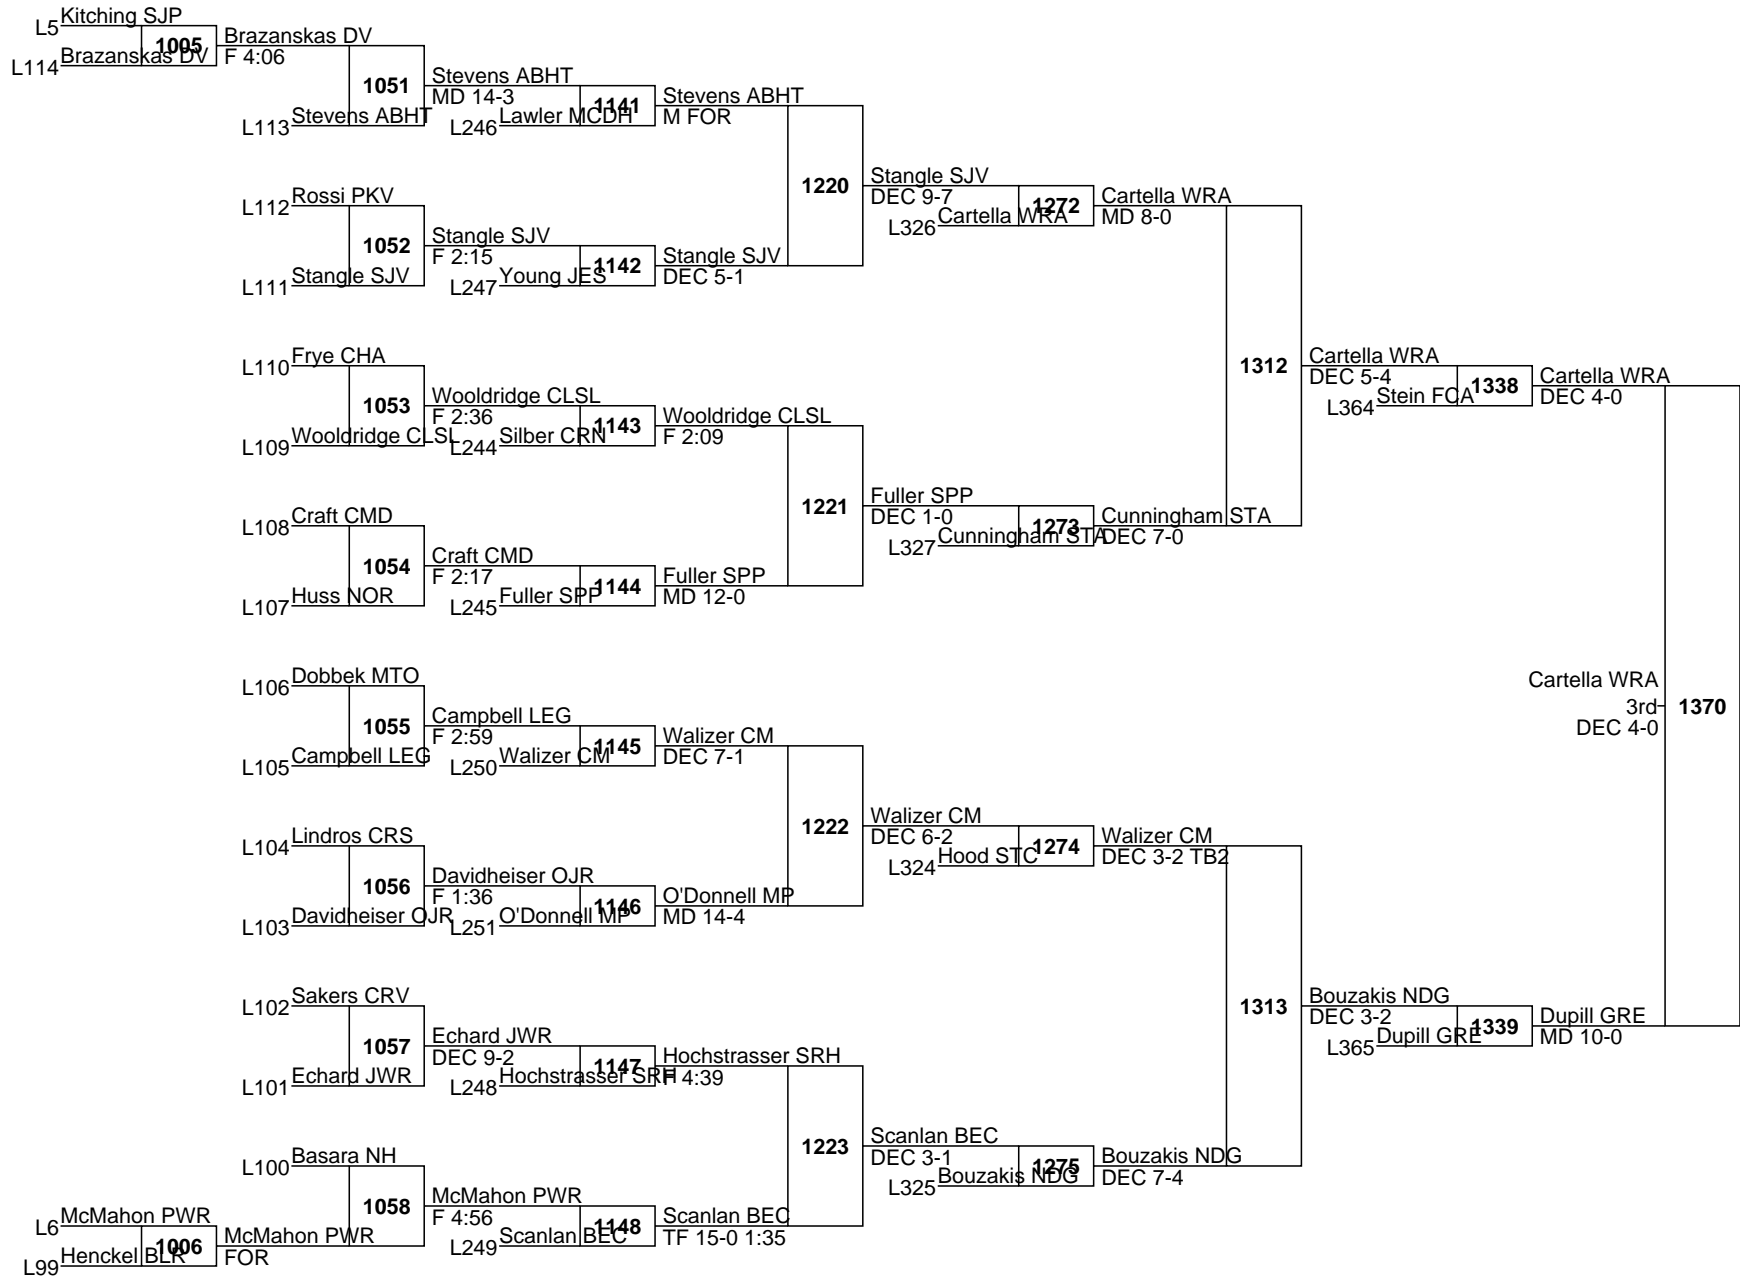 Kitching SJP
L5
1005
Brazanskas DV
L114
Brazanskas DV
F 4:06
1051
Stevens ABHT
L113
Stevens ABHT
MD 14-3
1141
L246
Lawler MCDH
Stevens ABHT
M FOR
1220
Rossi PKV
L112
1052
Stangle SJV
L111
Stangle SJV
F 2:15
1142
L247
Young JES
Stangle SJV
DEC 5-1
Stangle SJV
DEC 9-7
1272
L326
Cartella WRA
Cartella WRA
MD 8-0
1312
Frye CHA
L110
1053
Wooldridge CLSL
L109
Wooldridge CLSL
F 2:36
1143
L244
Silber CRN
Wooldridge CLSL
F 2:09
1221
Craft CMD
L108
1054
Huss NOR
L107
Craft CMD
F 2:17
1144
L245
Fuller SPP
Fuller SPP
MD 12-0
Fuller SPP
DEC 1-0
1273
L327
Cunningham STA
Cunningham STA
DEC 7-0
Cartella WRA
DEC 5-4
1338
L364
Stein FCA
Cartella WRA
DEC 4-0
Dobbek MTO
L106
1055
Campbell LEG
L105
Campbell LEG
F 2:59
1145
L250
Walizer CM
Walizer CM
DEC 7-1
1222
Lindros CRS
L104
1056
Davidheiser OJR
L103
Davidheiser OJR
F 1:36
1146
L251
O'Donnell MP
O'Donnell MP
MD 14-4
Walizer CM
DEC 6-2
1274
L324
Hood STC
Walizer CM
DEC 3-2 TB2
1313
Sakers CRV
L102
1057
Echard JWR
L101
Echard JWR
DEC 9-2
1147
L248
Hochstrasser SRH
Hochstrasser SRH
F 4:39
1223
Basara NH
L100
1058
McMahon PWR
L6
1006
Henckel BLR
L99
McMahon PWR
FOR
McMahon PWR
F 4:56
1148
L249
Scanlan BEC
Scanlan BEC
TF 15-0 1:35
Scanlan BEC
DEC 3-1
1275
L325
Bouzakis NDG
Bouzakis NDG
DEC 7-4
Bouzakis NDG
DEC 3-2
1339
L365
Dupill GRE
Dupill GRE
MD 10-0
Cartella WRA
3rd
DEC 4-0
1370